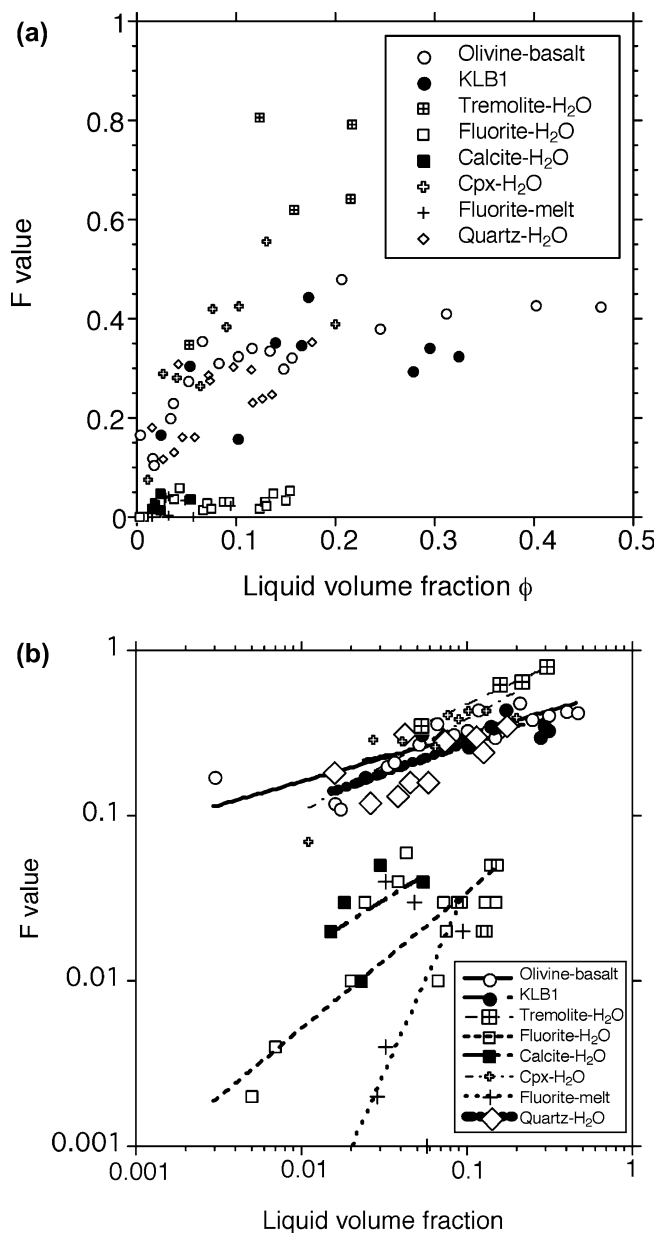 (a)
1
0.8
0.6
0.4
0.2
0
F value
Olivine-basalt
KLB1
Tremolite-H₂O
Fluorite-H₂O
Calcite-H₂O
Cpx-H₂O
Fluorite-melt
Quartz-H₂O
0.1 0.2 0.3 0.4 0.5
Liquid volume fraction ϕ
(b)
1
0.1
0.01
0.001
F value
Olivine-basalt
KLB1
Tremolite-H₂O
Fluorite-H₂O
Calcite-H₂O
Cpx-H₂O
Fluorite-melt
Quartz-H₂O
0.001 0.01 0.1 1
Liquid volume fraction